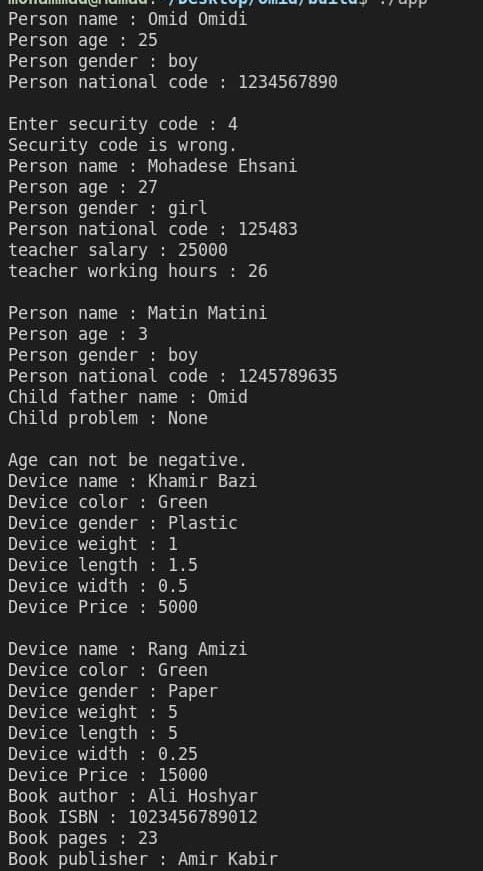 mohammad@hamad:~/Desktop/Omid/build$ ./app
Person name : Omid Omidi
Person age : 25
Person gender : boy
Person national code : 1234567890
Enter security code : 4
Security code is wrong.
Person name : Mohadese Ehsani
Person age : 27
Person gender : girl
Person national code : 125483
teacher salary : 25000
teacher working hours : 26
Person name : Matin Matini
Person age : 3
Person gender : boy
Person national code : 1245789635
Child father name : Omid
Child problem : None
Age can not be negative.
Device name : Khamir Bazi
Device color : Green
Device gender : Plastic
Device weight : 1
Device length : 1.5
Device width : 0.5
Device Price : 5000
Device name : Rang Amizi
Device color : Green
Device gender : Paper
Device weight : 5
Device length : 5
Device width : 0.25
Device Price : 15000
Book author : Ali Hoshyar
Book ISBN : 1023456789012
Book pages : 23
Book publisher : Amir Kabir